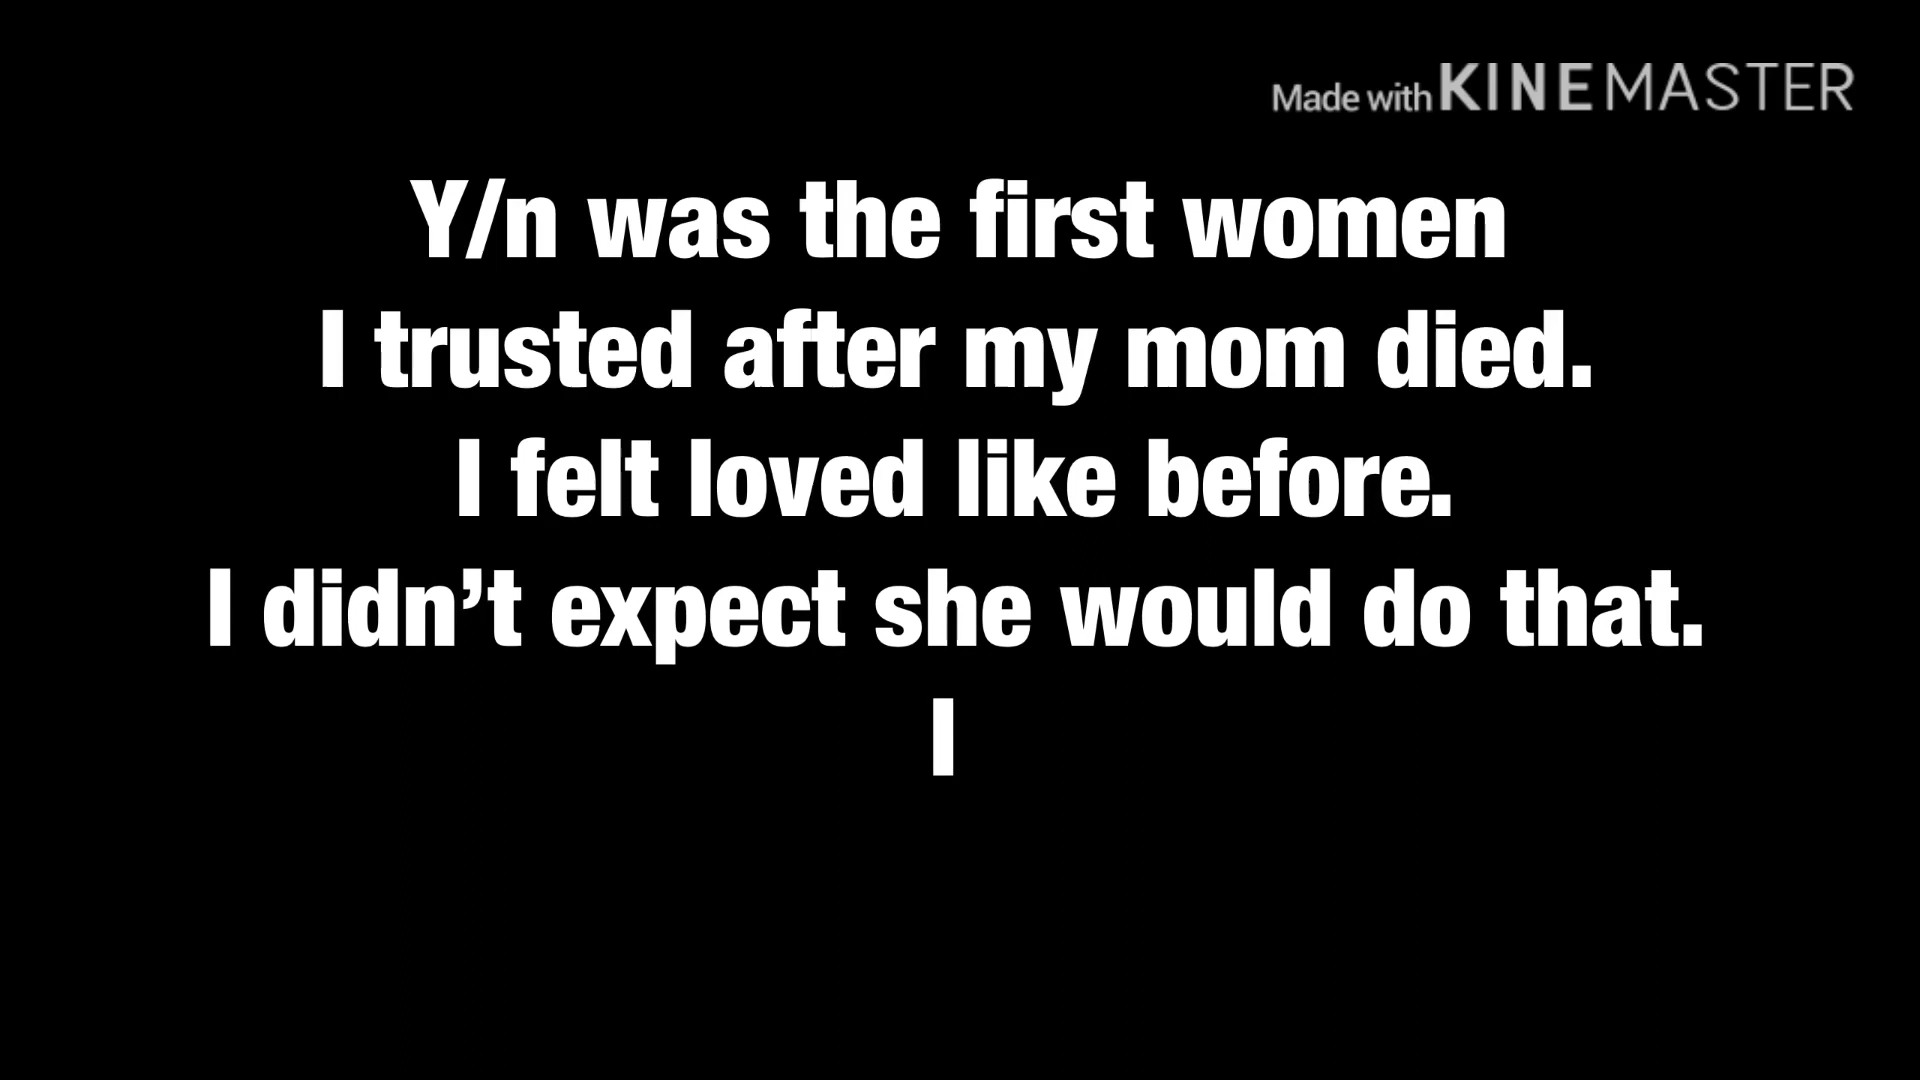 Made with KINEMASTER
Y/n was the first women
I trusted after my mom died.
I felt loved like before.
I didn’t expect she would do that.
I